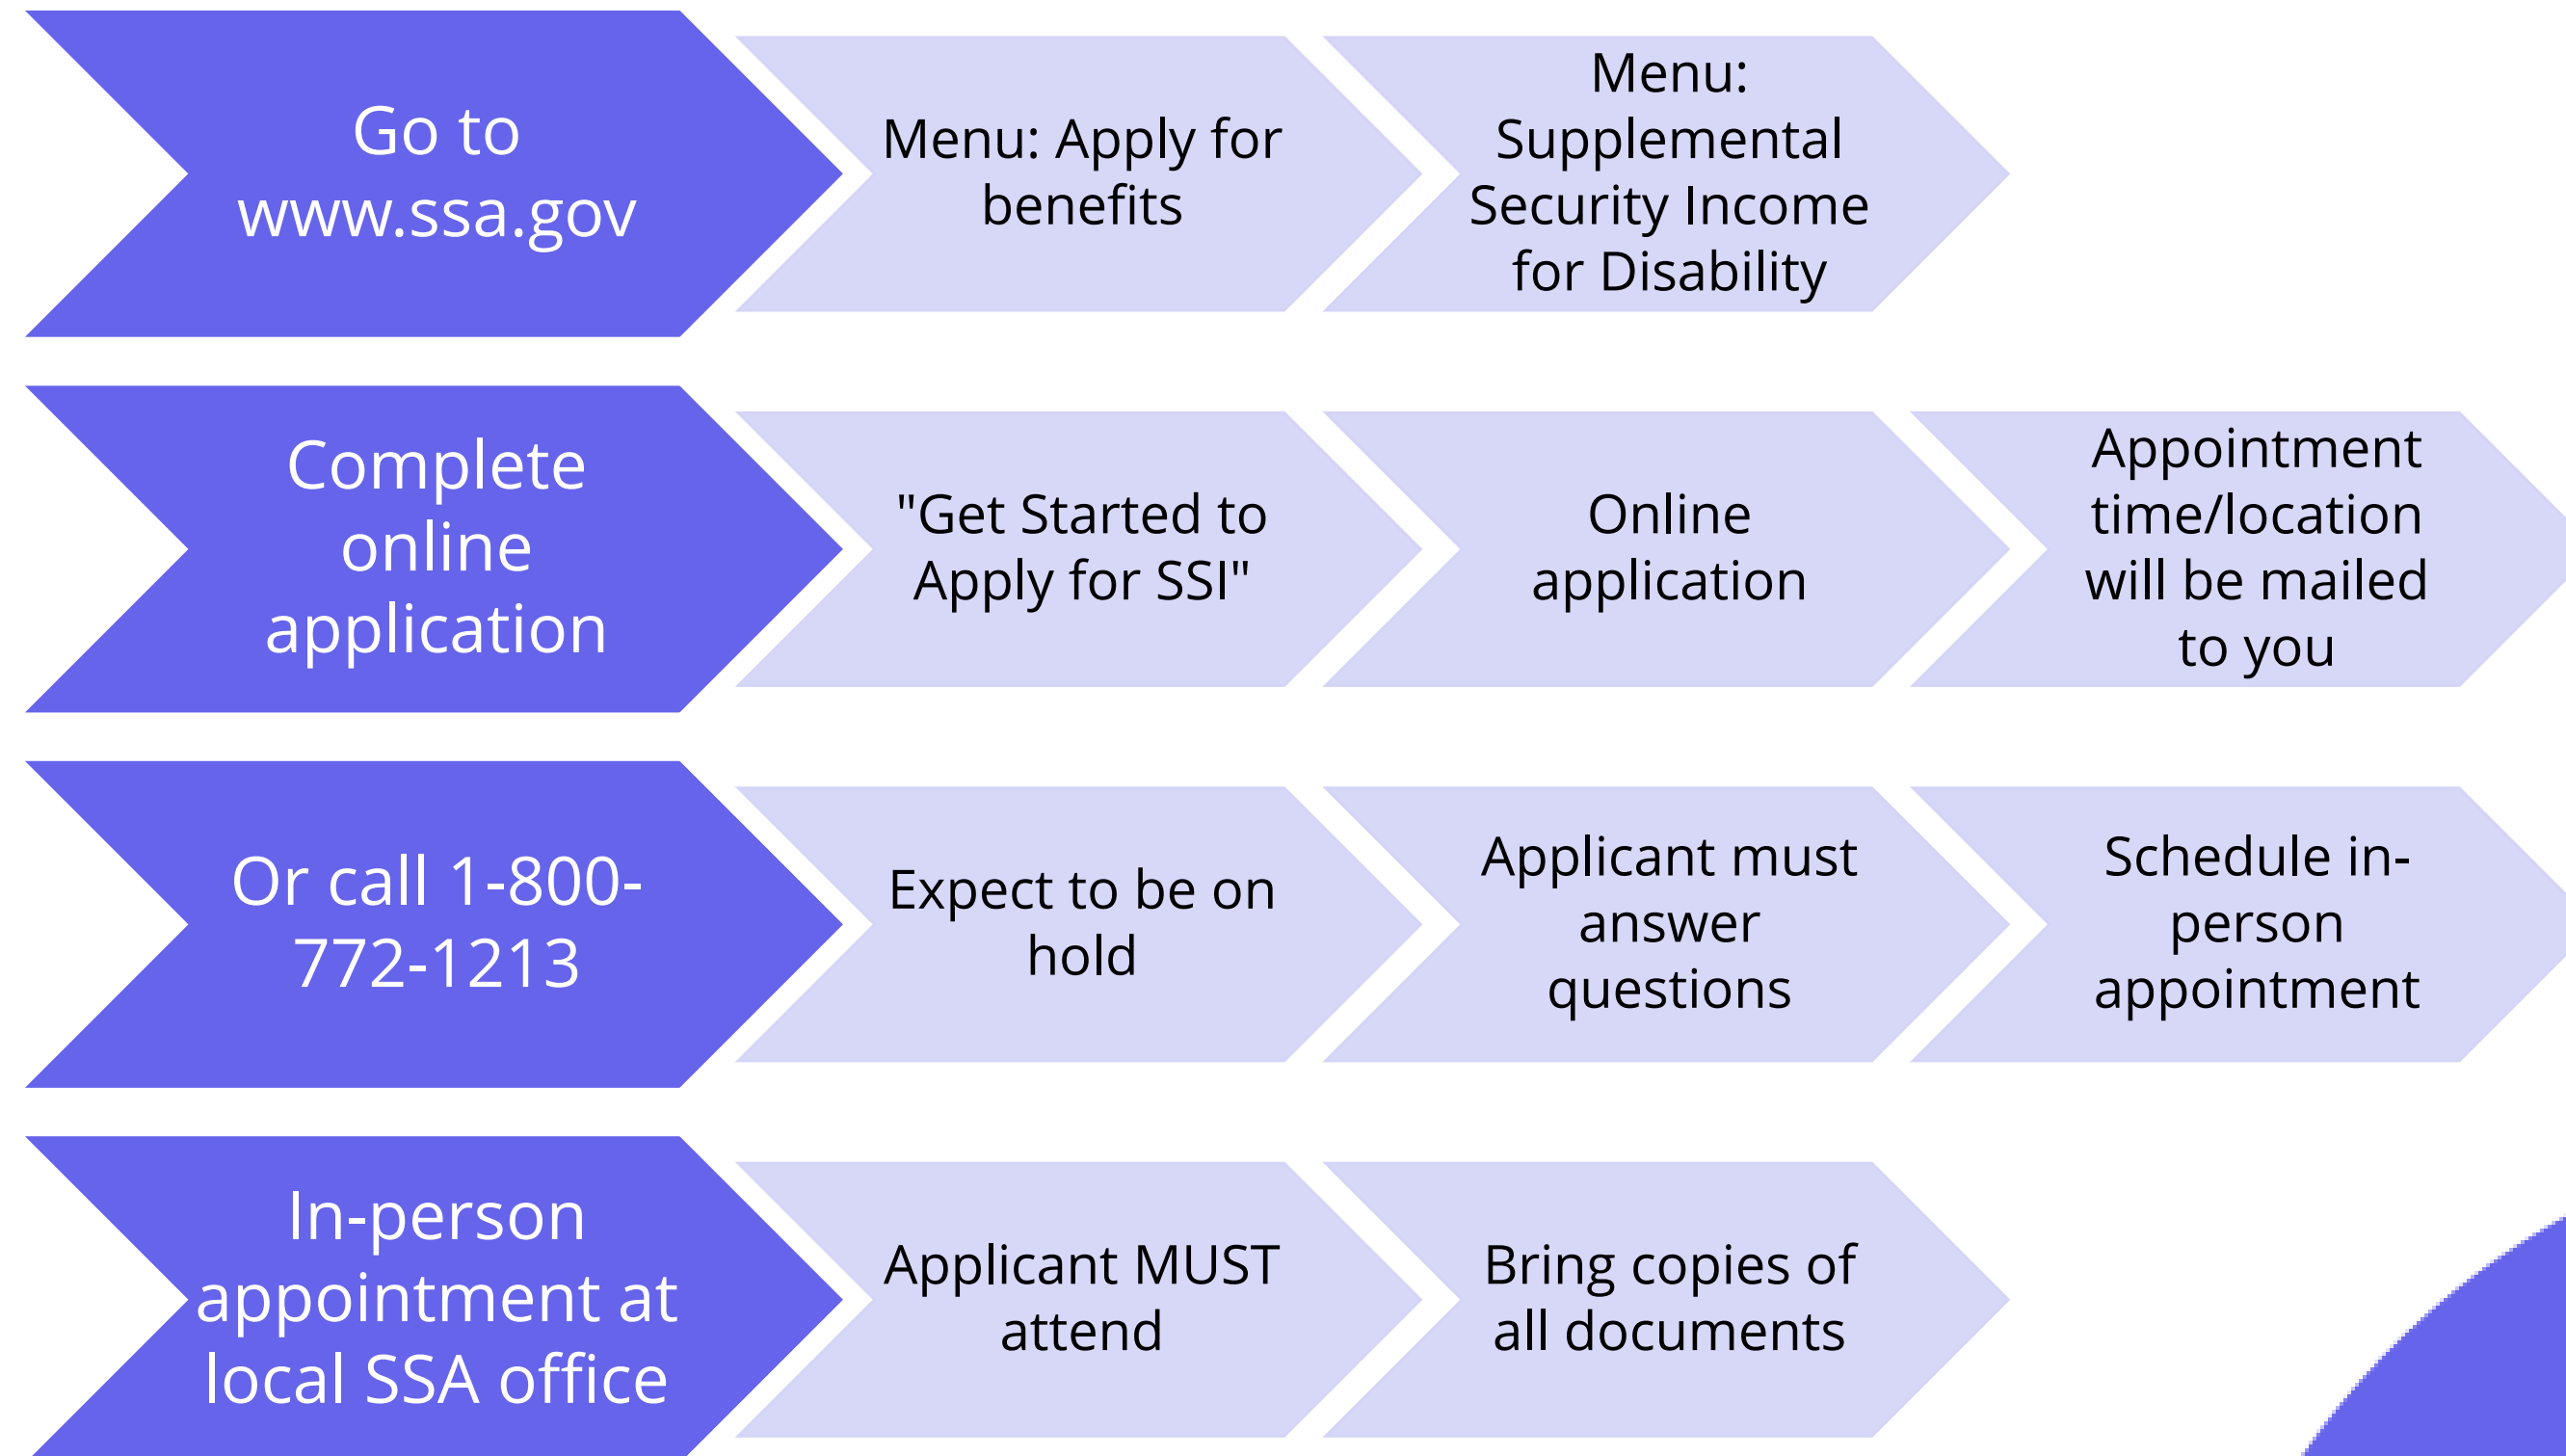 Go to
www.ssa.gov
Menu: Apply for
benefits
Menu:
Supplemental
Security Income
for Disability
Complete
online
application
"Get Started to
Apply for SSI"
Online
application
Appointment
time/location
will be mailed
to you
Or call 1-800-
772-1213
Expect to be on
hold
Applicant must
answer
questions
Schedule in-
person
appointment
In-person
appointment at
local SSA office
Applicant MUST
attend
Bring copies of
all documents